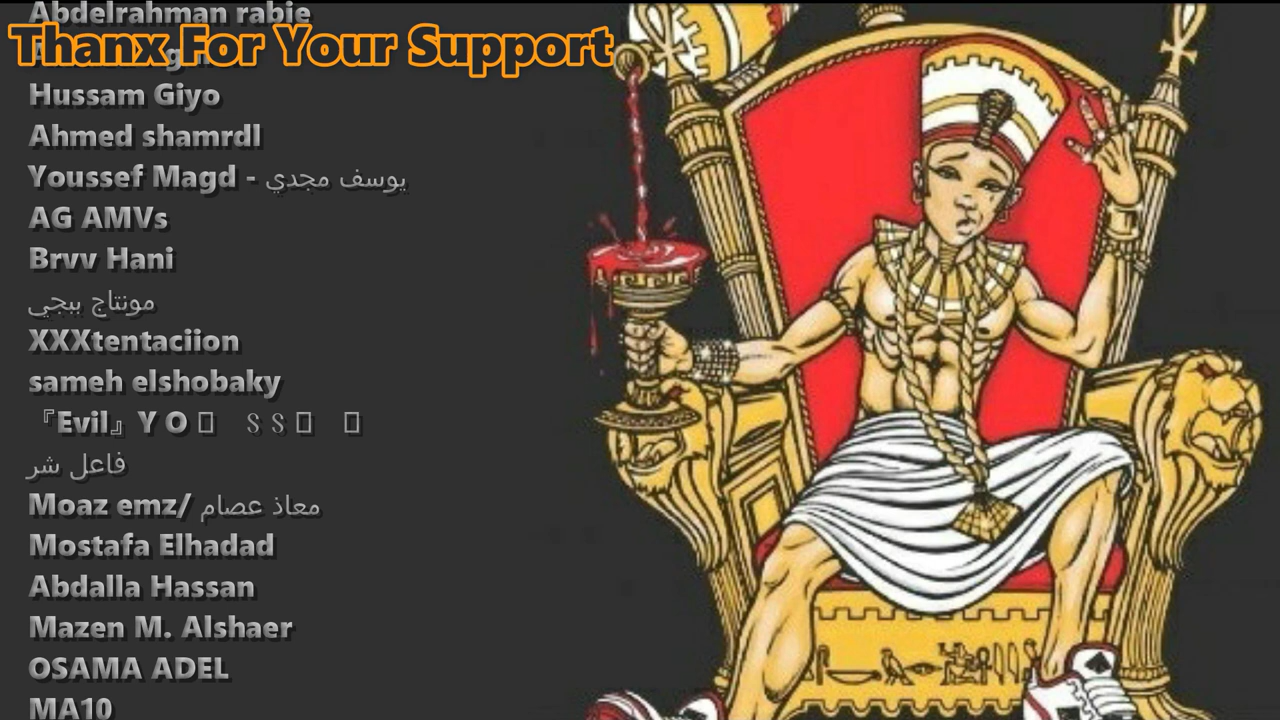 Abdelrahman rabie
Thanx For Your Support
Hussam Giyo
Ahmed shamrdl
Youssef Magd - يوسف مجدي
AG AMVs
Brvv Hani
مونتاج ببجي
XXXtentaciion
sameh elshobaky
『Evil』 Y O S S
فاعل شر
Moaz emz/ معاذ عصام
Mostafa Elhadad
Abdalla Hassan
Mazen M. Alshaer
OSAMA ADEL
MA10